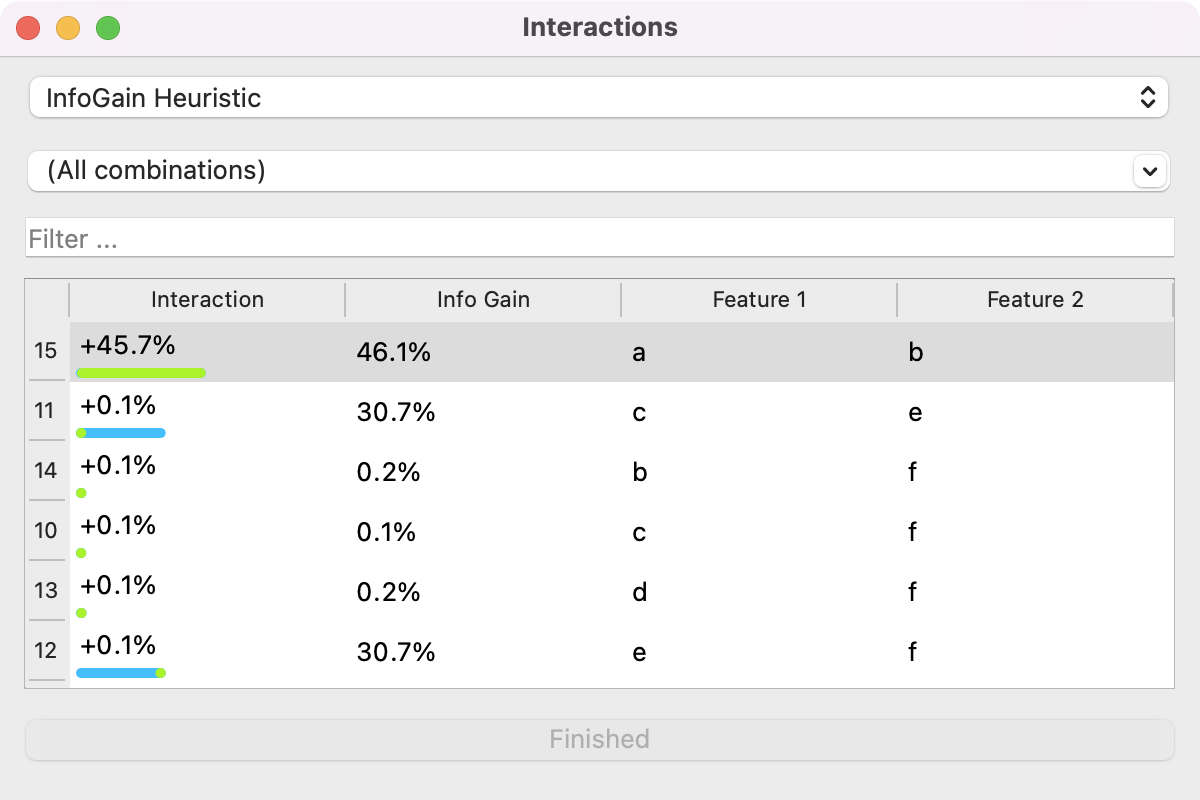 Interactions
InfoGain Heuristic
(All combinations)
Filter ...
Interaction Info Gain Feature 1 Feature 2
15 +45.7% 46.1% a b
11 +0.1% 30.7% c e
14 +0.1% 0.2% b f
10 +0.1% 0.1% c f
13 +0.1% 0.2% d f
12 +0.1% 30.7% e f
Finished